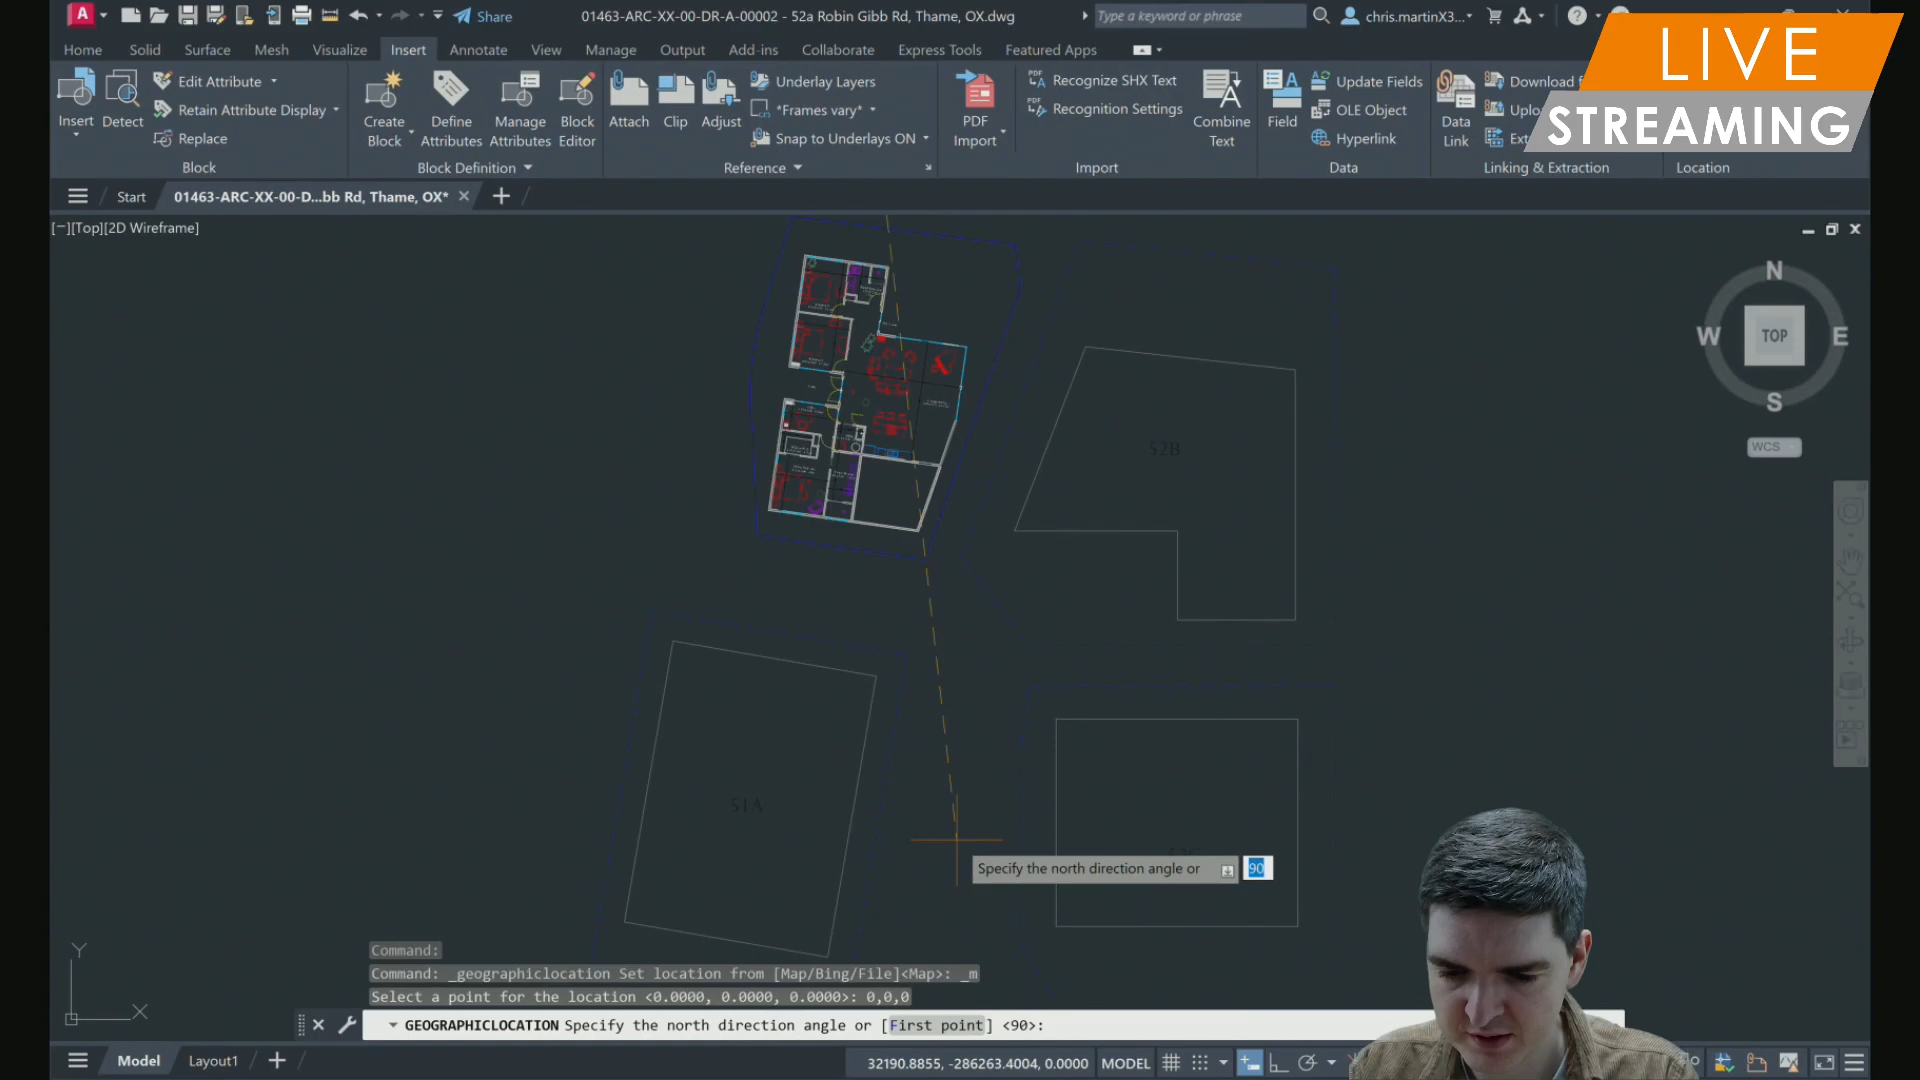 A
Share
01463-ARC-XX-00-DR-A-00002 - 52a Robin Gibb Rd, Thame, OX.dwg
Type a keyword or phrase
chris.martinX3...
LIVE
STREAMING
Home Solid Surface Mesh Visualize Insert Annotate View Manage Output Add-ins Collaborate Express Tools Featured Apps
Insert
Detect
Edit Attribute
Retain Attribute Display
Replace
Block
Create Block
Define Attributes
Manage Attributes
Block Editor
Block Definition
Attach
Clip
Adjust
Underlay Layers
*Frames vary*
Snap to Underlays ON
Reference
PDF Import
Recognize SHX Text
Recognition Settings
Combine Text
Import
Field
Update Fields
OLE Object
Hyperlink
Data
Data Link
Download
Linking & Extraction
Location
Start
01463-ARC-XX-00-D...bb Rd, Thame, OX*
[−][Top][2D Wireframe]
N
W TOP E
S
WCS
52B
51A
Specify the north direction angle or 90
Y
X
Command:
Command: _geographiclocation Set location from [Map/Bing/File]<Map>: _m
Select a point for the location <0.0000, 0.0000, 0.0000>: 0,0,0
GEOGRAPHICLOCATION Specify the north direction angle or [First point] <90>:
Model Layout1
32190.8855, -286263.4004, 0.0000 MODEL